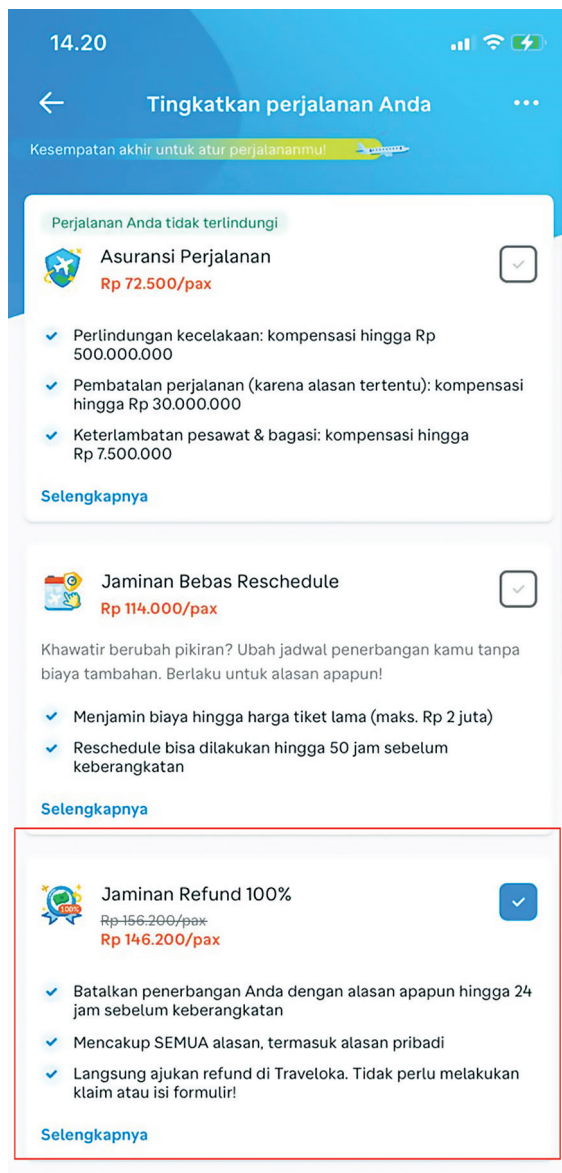 14.20
Tingkatkan perjalanan Anda
Kesempatan akhir untuk atur perjalananmu!
Perjalanan Anda tidak terlindungi
Asuransi Perjalanan
Rp 72.500/pax
Perlindungan kecelakaan: kompensasi hingga Rp
500.000.000
Pembatalan perjalanan (karena alasan tertentu): kompensasi
hingga Rp 30.000.000
Keterlambatan pesawat & bagasi: kompensasi hingga
Rp 7.500.000
Selengkapnya
Jaminan Bebas Reschedule
Rp 114.000/pax
Khawatir berubah pikiran? Ubah jadwal penerbangan kamu tanpa
biaya tambahan. Berlaku untuk alasan apapun!
Menjamin biaya hingga harga tiket lama (maks. Rp 2 juta)
Reschedule bisa dilakukan hingga 50 jam sebelum
keberangkatan
Selengkapnya
100%
Jaminan Refund 100%
Rp 156.200/pax
Rp 146.200/pax
Batalkan penerbangan Anda dengan alasan apapun hingga 24
jam sebelum keberangkatan
Mencakup SEMUA alasan, termasuk alasan pribadi
Langsung ajukan refund di Traveloka. Tidak perlu melakukan
klaim atau isi formulir!
Selengkapnya